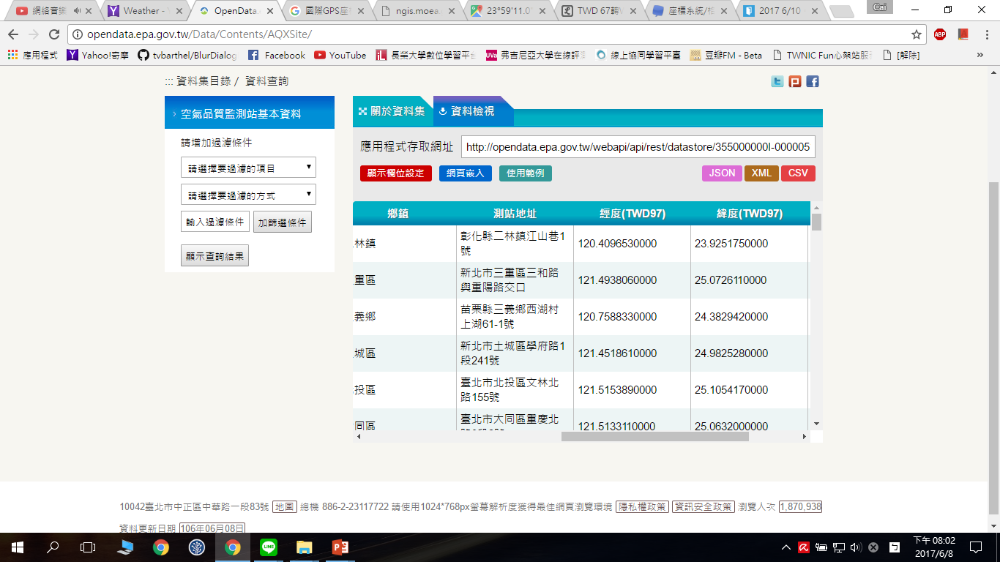 網絡音樂
Weather - Y
OpenData.
國際GPS座
ngis.moea.
23°59'11.0"
TWD 67轉
座標系統/
2017 6/10
Cai
opendata.epa.gov.tw/Data/Contents/AQXSite/
ABP
應用程式
Yahoo!奇摩
tvbarthel/BlurDialog
Facebook
YouTube
長榮大學數位學習平台
UVa
弗吉尼亞大學在線評
線上協同學習平臺
豆瓣FM - Beta
TWNIC Fun心架站服
[解除]
»
::: 資料集目錄 / 資料查詢
空氣品質監測站基本資料
請增加過濾條件
請選擇要過濾的項目
請選擇要過濾的方式
輸入過濾條件
加篩選條件
顯示查詢結果
關於資料集
資料檢視
應用程式存取網址
http://opendata.epa.gov.tw/webapi/api/rest/datastore/355000000I-000005
顯示欄位設定
網頁嵌入
使用範例
JSON
XML
CSV
鄉鎮 測站地址 經度(TWD97) 緯度(TWD97)
林鎮 彰化縣二林鎮江山巷1 120.4096530000 23.9251750000
號
重區 新北市三重區三和路 121.4938060000 25.0726110000
與重陽路交口
義鄉 苗栗縣三義鄉西湖村 120.7588330000 24.3829420000
上湖61-1號
城區 新北市土城區學府路1 121.4518610000 24.9825280000
段241號
投區 臺北市北投區文林北 121.5153890000 25.1054170000
路155號
同區 臺北市大同區重慶北 121.5133110000 25.0632000000
10042臺北市中正區中華路一段83號 地圖 總機 886-2-23117722 請使用1024*768px螢幕解析度獲得最佳網頁瀏覽環境 隱私權政策 資訊安全政策 瀏覽人次 1,870,938
資料更新日期 106年06月08日
LINE
下午 08:02
2017/6/8